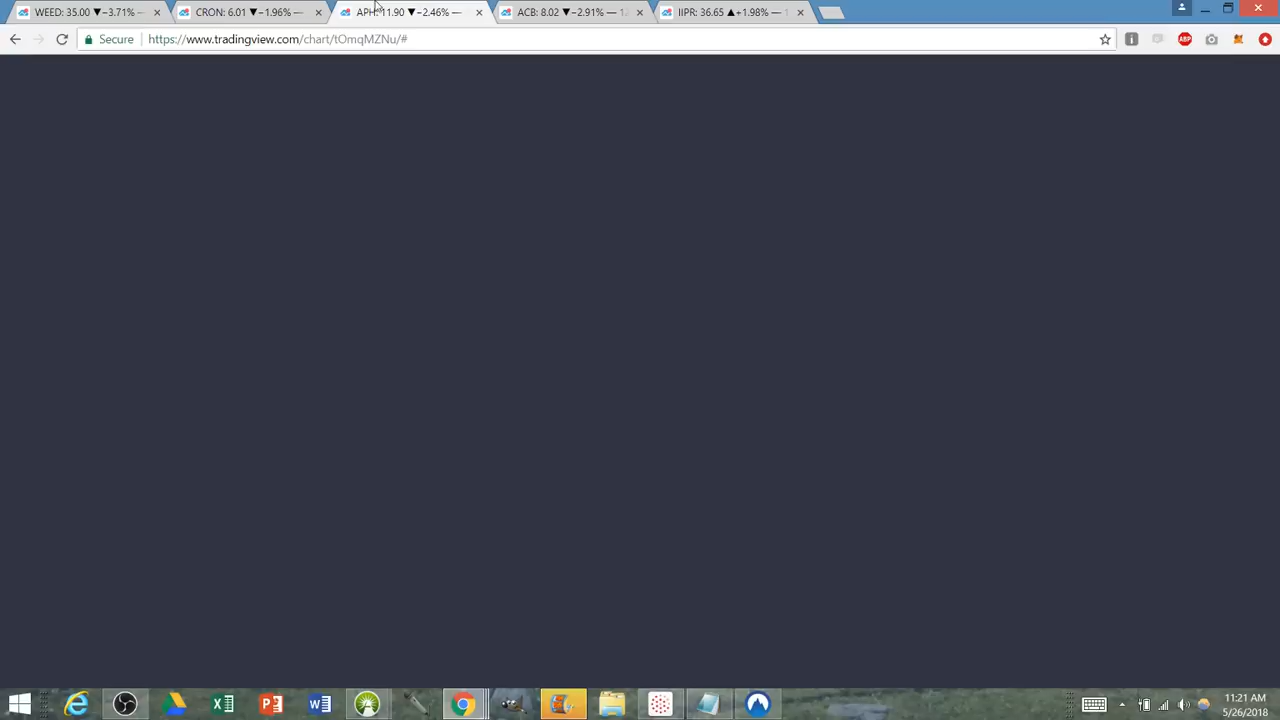 WEED: 35.00 ▼−3.71% —
CRON: 6.01 ▼−1.96% —
APH 11.90 ▼−2.46% —
ACB: 8.02 ▼−2.91% —
IIPR: 36.65 ▲+1.98% —
Secure
https://www.tradingview.com/chart/tOmqMZNu/#
ABP
11:21 AM
5/26/2018